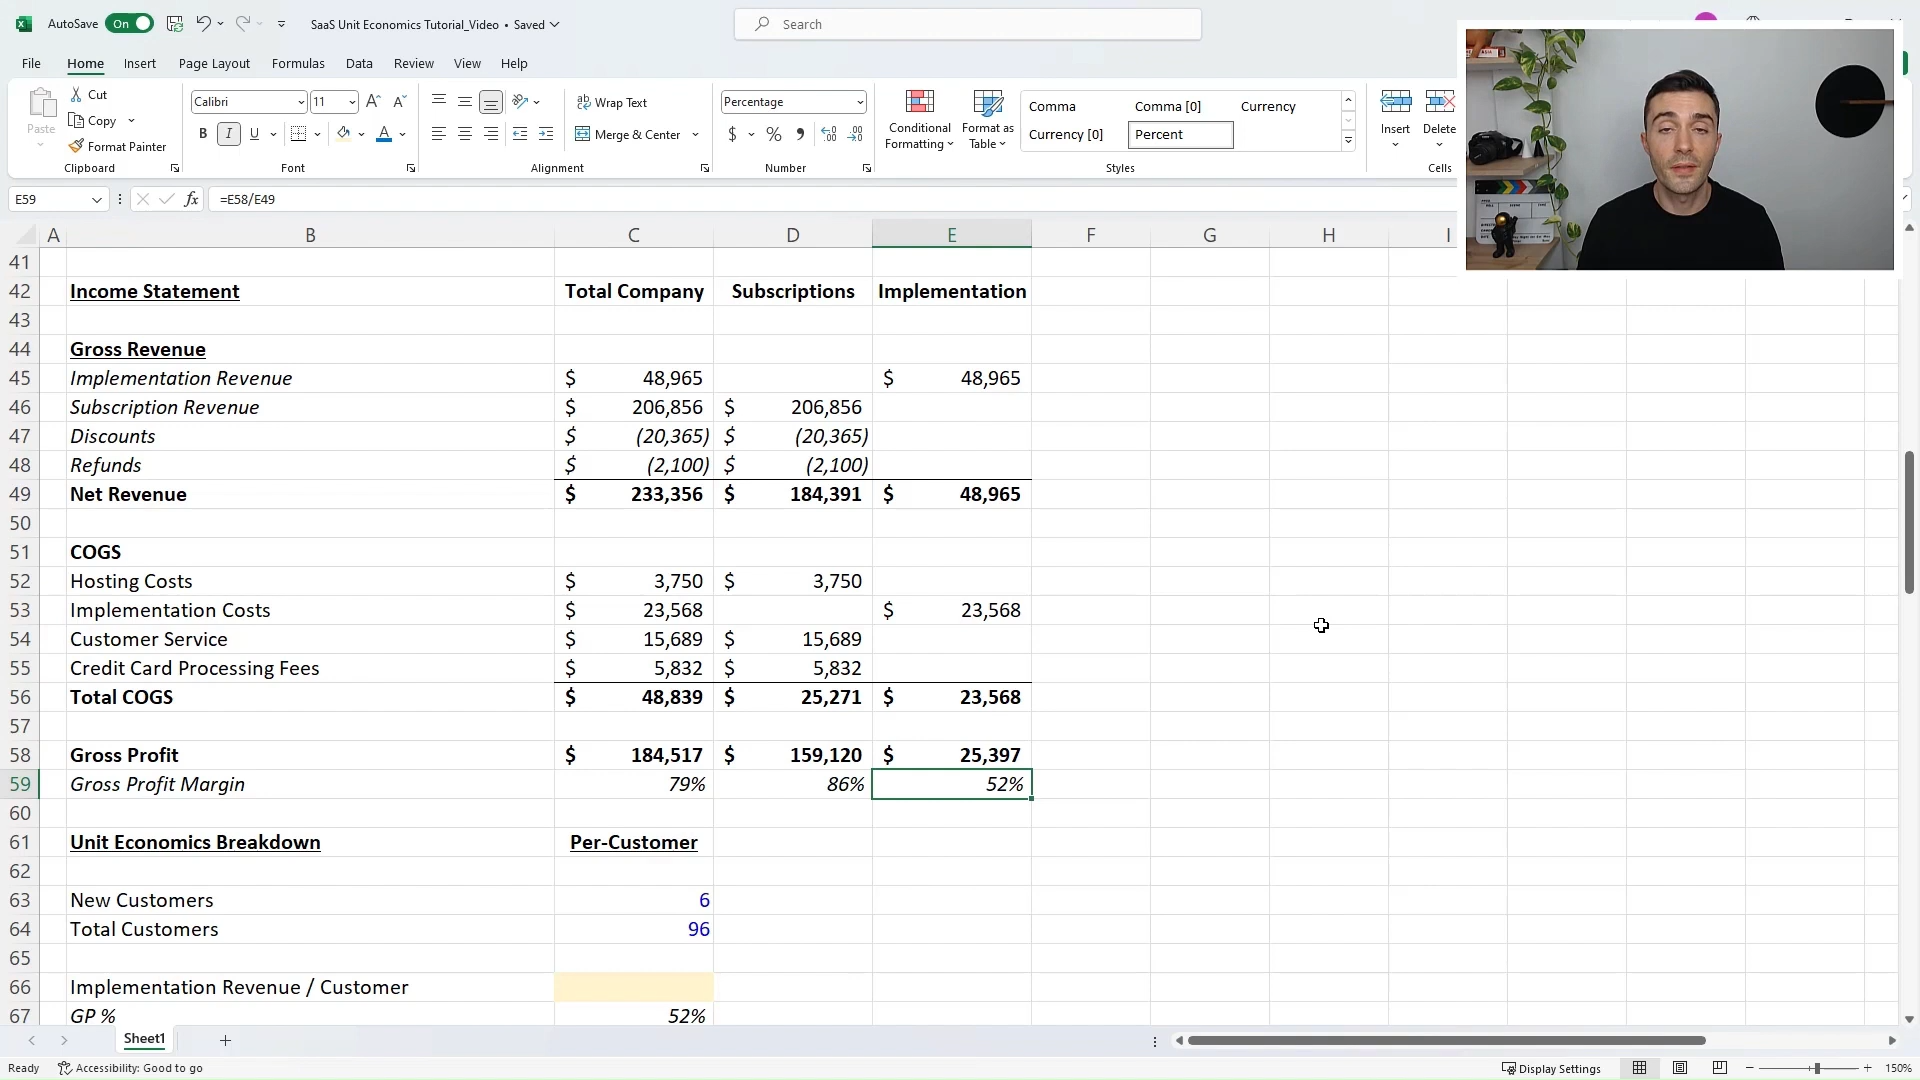 AutoSave On SaaS Unit Economics Tutorial_Video • Saved Search
File Home Insert Page Layout Formulas Data Review View Help
Paste Cut Copy Format Painter Clipboard
Calibri 11 B I U A Font
Wrap Text Merge & Center Alignment
Percentage $ % , Number
Conditional Formatting Format as Table
Comma Comma [0] Currency
Currency [0] Percent
Styles
Insert Delete
Cells
E59 fx =E58/E49
A B C D E F G H I
41
42 Income Statement Total Company Subscriptions Implementation
43
44 Gross Revenue
45 Implementation Revenue $ 48,965 $ 48,965
46 Subscription Revenue $ 206,856 $ 206,856
47 Discounts $ (20,365) $ (20,365)
48 Refunds $ (2,100) $ (2,100)
49 Net Revenue $ 233,356 $ 184,391 $ 48,965
50
51 COGS
52 Hosting Costs $ 3,750 $ 3,750
53 Implementation Costs $ 23,568 $ 23,568
54 Customer Service $ 15,689 $ 15,689
55 Credit Card Processing Fees $ 5,832 $ 5,832
56 Total COGS $ 48,839 $ 25,271 $ 23,568
57
58 Gross Profit $ 184,517 $ 159,120 $ 25,397
59 Gross Profit Margin 79% 86% 52%
60
61 Unit Economics Breakdown Per-Customer
62
63 New Customers 6
64 Total Customers 96
65
66 Implementation Revenue / Customer
67 GP % 52%
Sheet1
Ready Accessibility: Good to go Display Settings 150%